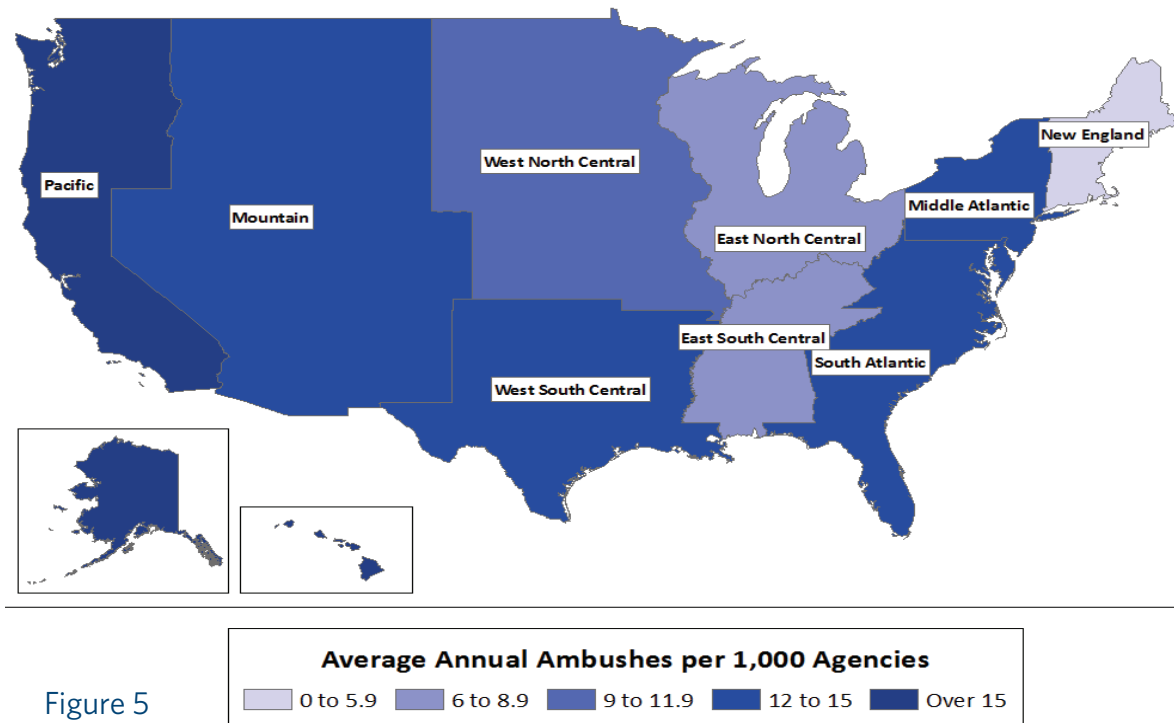 New England
West North Central
Pacific
Middle Atlantic
Mountain
East North Central
East South Central
South Atlantic
West South Central
Average Annual Ambushes per 1,000 Agencies
0 to 5.9 6 to 8.9 9 to 11.9 12 to 15 Over 15
Figure 5